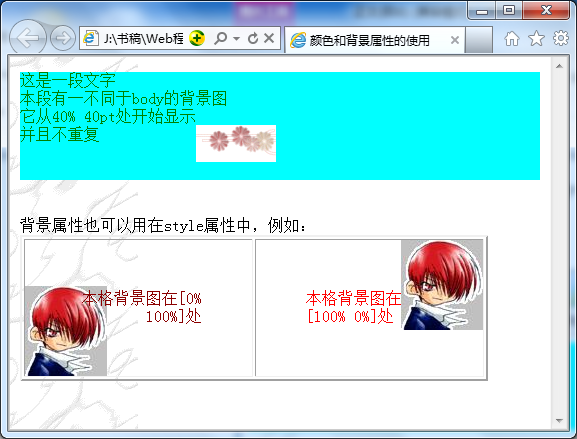 J:\书稿\Web程
颜色和背景属性的使用
这是一段文字
本段有一不同于body的背景图
它从40% 40pt处开始显示
并且不重复
背景属性也可以用在style属性中，例如：
本格背景图在[0%
100%]处
本格背景图在
[100% 0%]处